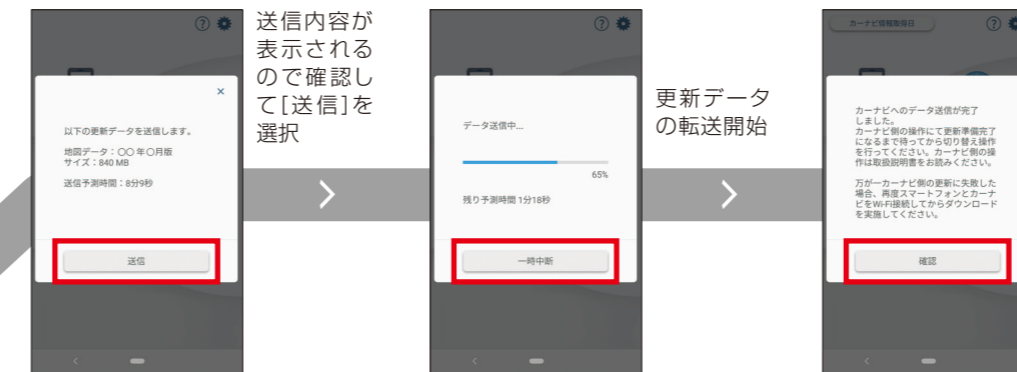 以下の更新データを送信します。
地図データ：〇〇年〇月版
サイズ：840 MB
送信予測時間：8分9秒
送信
送信内容が
表示される
ので確認し
て[送信]を
選択
データ送信中...
65%
残り予測時間 1分18秒
一時中断
更新データ
の転送開始
カーナビ情報取得日
カーナビへのデータ送信が完了
しました。
カーナビ側の操作にて更新準備完了
になるまで待ってから切り替え操作
を行ってください。カーナビ側の操
作は取扱説明書をお読みください。
万が一カーナビ側の更新に失敗した
場合、再度スマートフォンとカーナ
ビをWi-Fi接続してからダウンロード
を実施してください。
確認